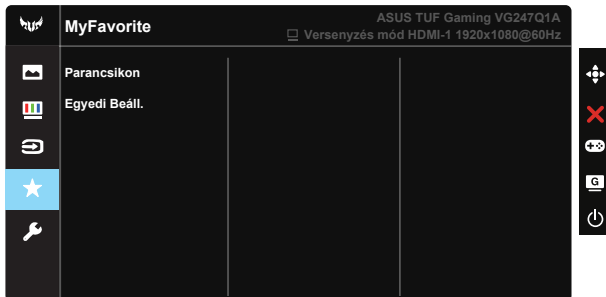 MyFavorite
ASUS TUF Gaming VG247Q1A
Versenyzés mód HDMI-1 1920x1080@60Hz
Parancsikon
Egyedi Beáll.
G